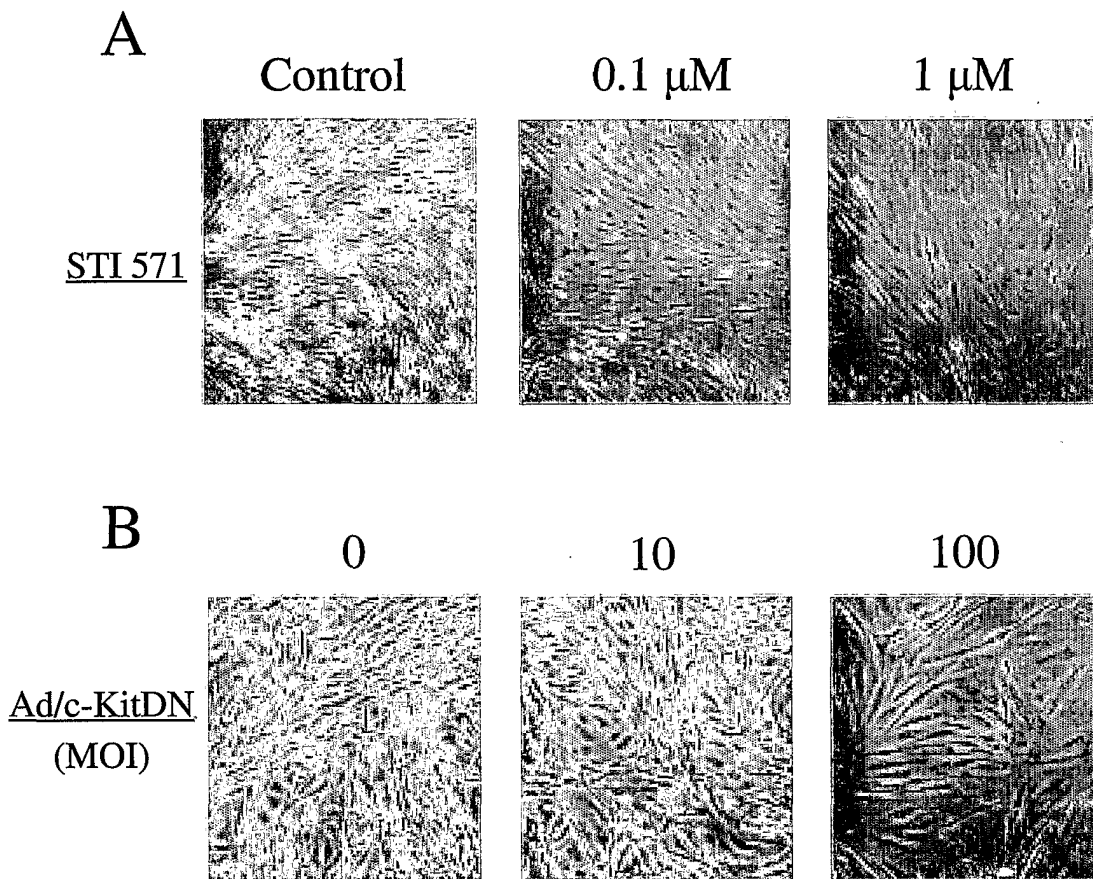 A
Control 0.1 μM 1 μM
STI 571
B
0 10 100
Ad/c-KitDN
(MOI)